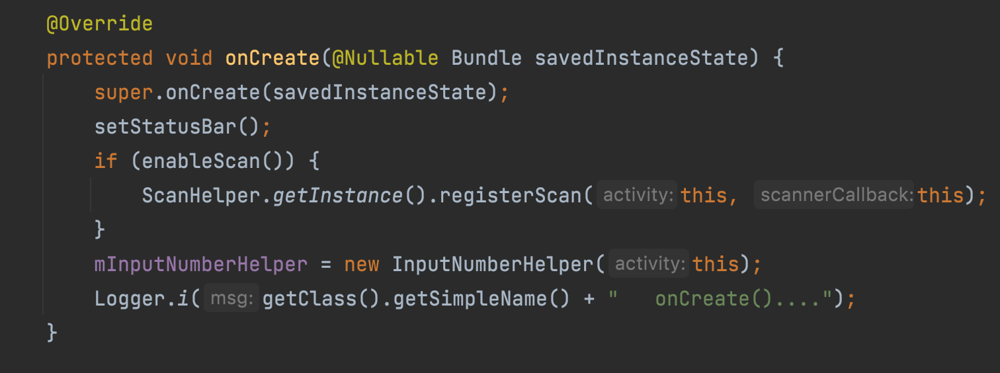 @Override
protected void onCreate(@Nullable Bundle savedInstanceState) {
super.onCreate(savedInstanceState);
setStatusBar();
if (enableScan()) {
ScanHelper.getInstance().registerScan( activity: this, scannerCallback: this);
}
mInputNumberHelper = new InputNumberHelper( activity: this);
Logger.i( msg: getClass().getSimpleName() + "   onCreate()....");
}